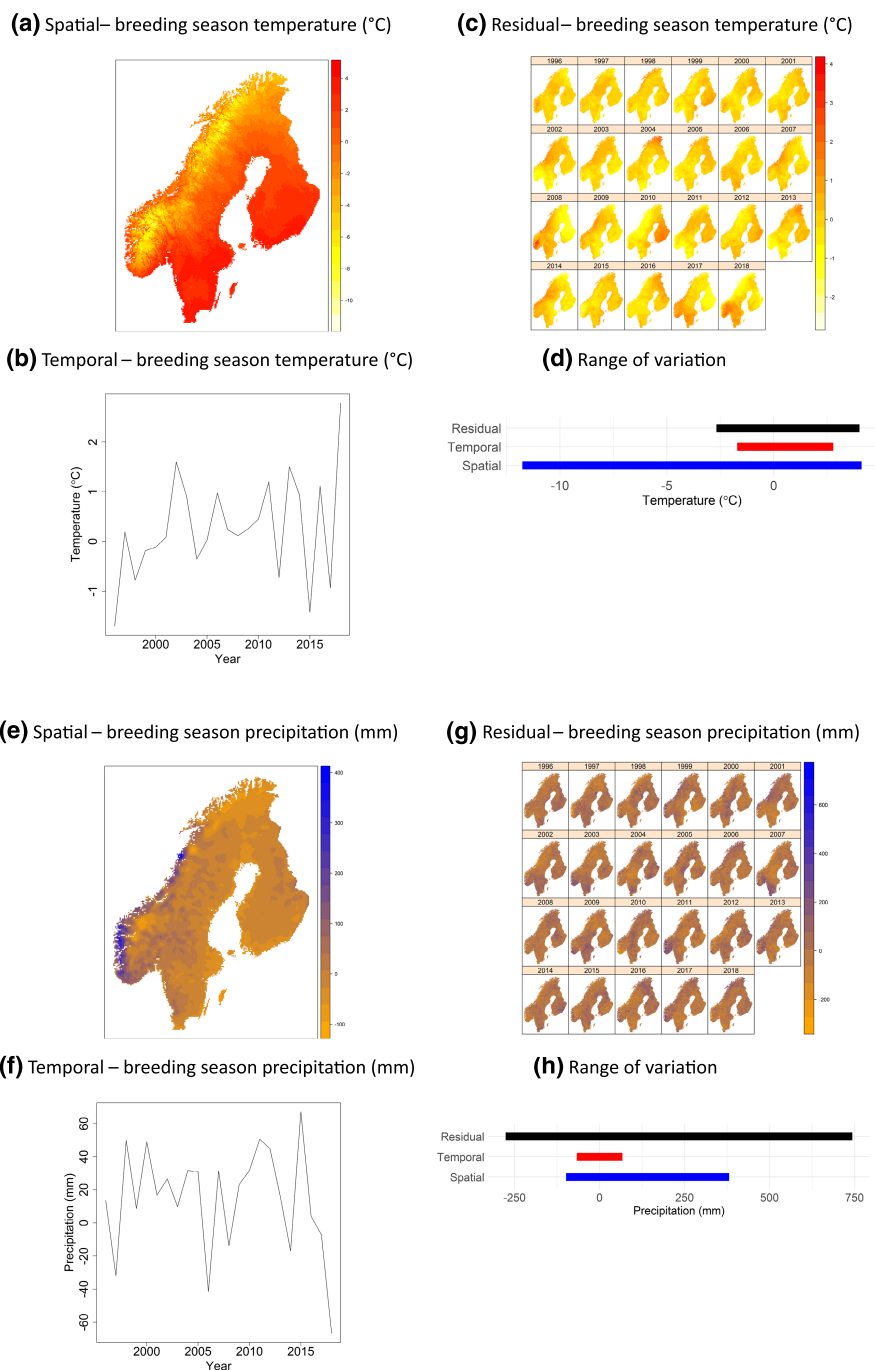 (a) Spatial– breeding season temperature (°C)
4
2
0
-2
-4
-6
-8
-10
(c) Residual– breeding season temperature (°C)
1996 1997 1998 1999 2000 2001
2002 2003 2004 2005 2006 2007
2008 2009 2010 2011 2012 2013
2014 2015 2016 2017 2018
4
3
2
1
0
-1
-2
(b) Temporal – breeding season temperature (°C)
Temperature (°C)
2
1
0
-1
2000 2005 2010 2015
Year
(d) Range of variation
Residual
Temporal
Spatial
-10 -5 0
Temperature (°C)
(e) Spatial – breeding season precipitation (mm)
400
300
200
100
0
-100
(g) Residual – breeding season precipitation (mm)
1996 1997 1998 1999 2000 2001
2002 2003 2004 2005 2006 2007
2008 2009 2010 2011 2012 2013
2014 2015 2016 2017 2018
600
400
200
0
-200
(f) Temporal – breeding season precipitation (mm)
Precipitation (mm)
60
40
20
0
-20
-40
-60
2000 2005 2010 2015
Year
(h) Range of variation
Residual
Temporal
Spatial
-250 0 250 500 750
Precipitation (mm)